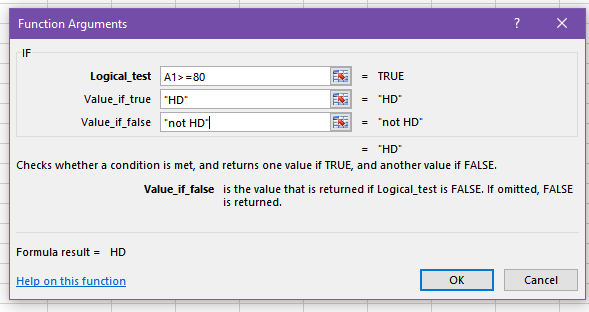 Function Arguments ? ×
IF
Logical_test A1>=80 = TRUE
Value_if_true "HD" = "HD"
Value_if_false "not HD" = "not HD"
= "HD"
Checks whether a condition is met, and returns one value if TRUE, and another value if FALSE.
Value_if_false is the value that is returned if Logical_test is FALSE. If omitted, FALSE
is returned.
Formula result = HD
Help on this function OK Cancel